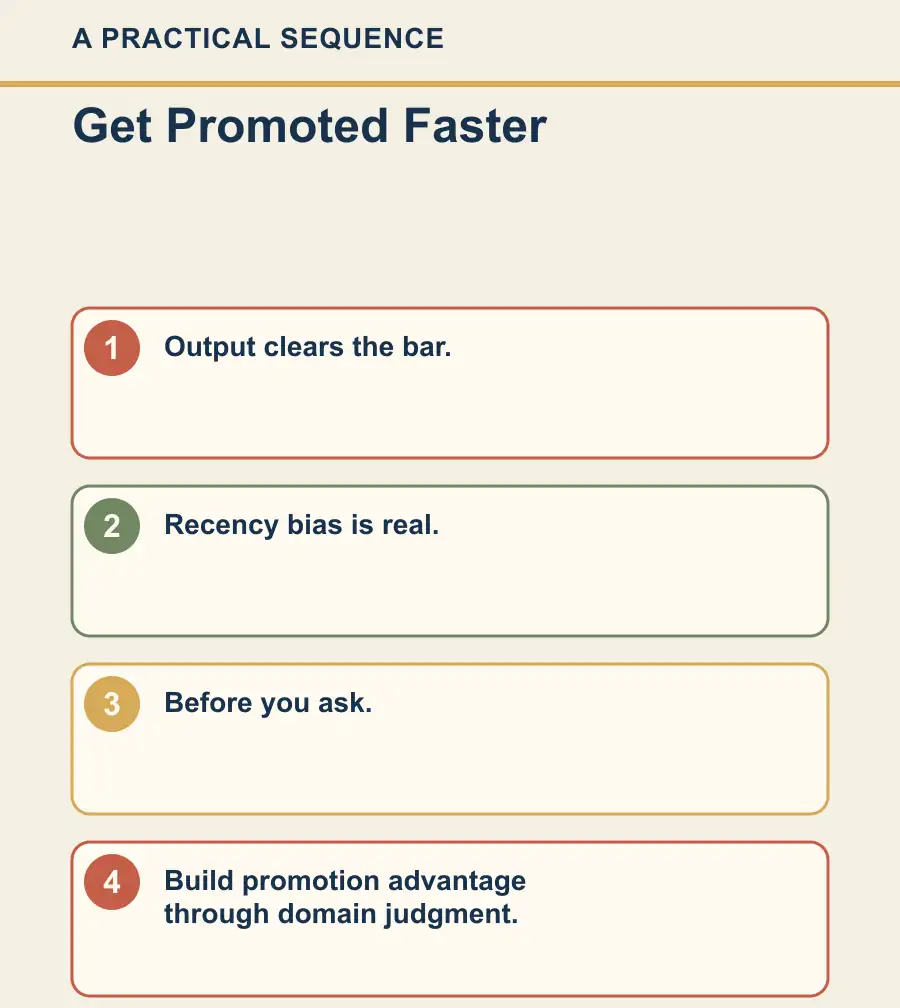 A PRACTICAL SEQUENCE
Get Promoted Faster
1
Output clears the bar.
2
Recency bias is real.
3
Before you ask.
4
Build promotion advantage
through domain judgment.